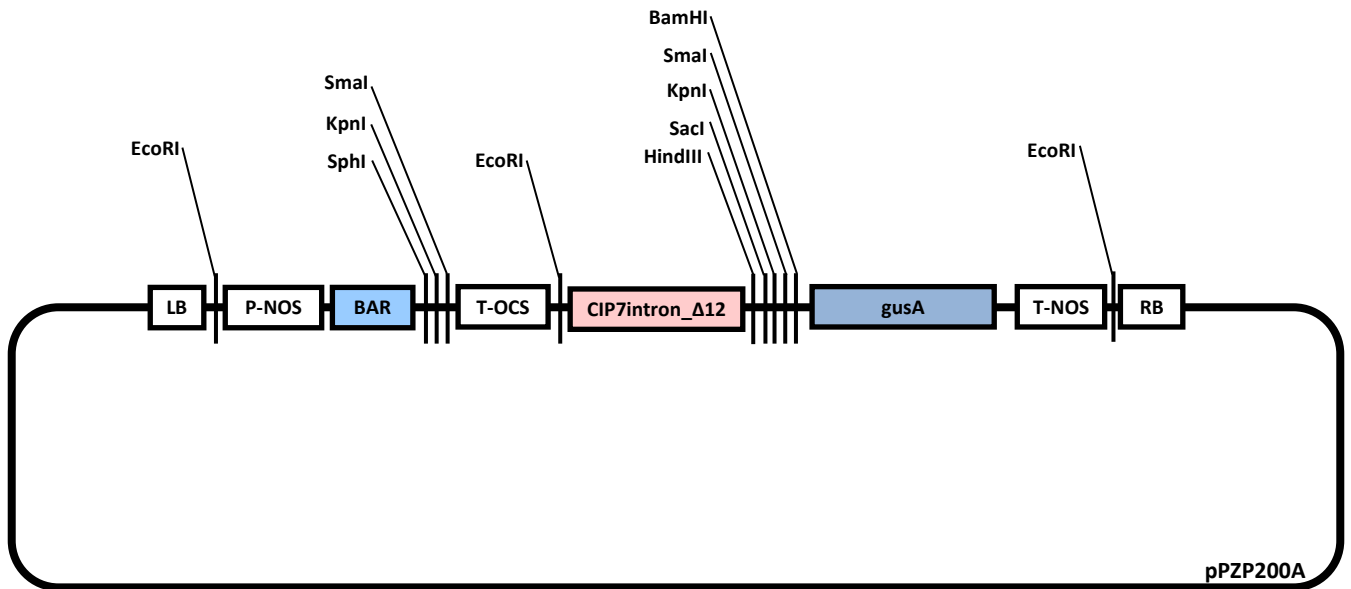 BamHI
SmaI
SmaI
KpnI
KpnI
SacI
EcoRI
SphI
EcoRI
HindIII
EcoRI
LB
P-NOS
BAR
T-OCS
CIP7intron_Δ12
gusA
T-NOS
RB
pPZP200A